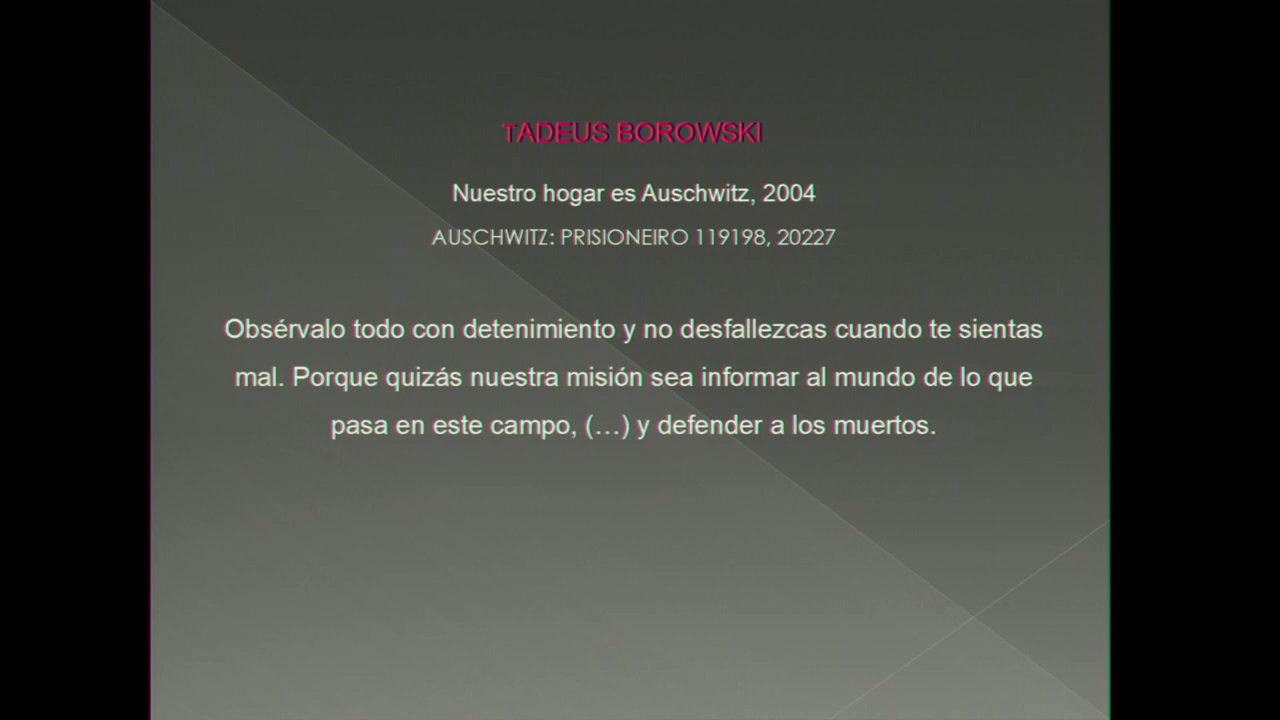 TADEUS BOROWSKI
Nuestro hogar es Auschwitz, 2004
AUSCHWITZ: PRISIONEIRO 119198, 20227
Obsérvalo todo con detenimiento y no desfallezcas cuando te sientas
mal. Porque quizás nuestra misión sea informar al mundo de lo que
pasa en este campo, (…) y defender a los muertos.